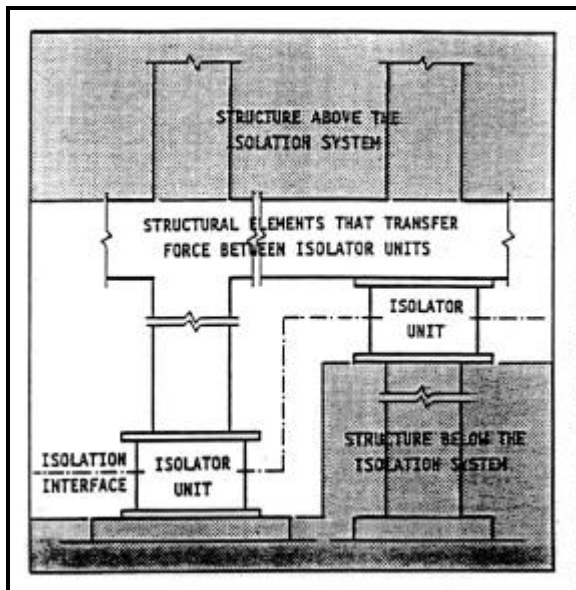 STRUCTURE ABOVE THE
ISOLATION SYSTEM
STRUCTURAL ELEMENTS THAT TRANSFER
FORCE BETWEEN ISOLATOR UNITS
ISOLATOR
UNIT
STRUCTURE BELOW THE
ISOLATION SYSTEM
ISOLATION
INTERFACE
ISOLATOR
UNIT